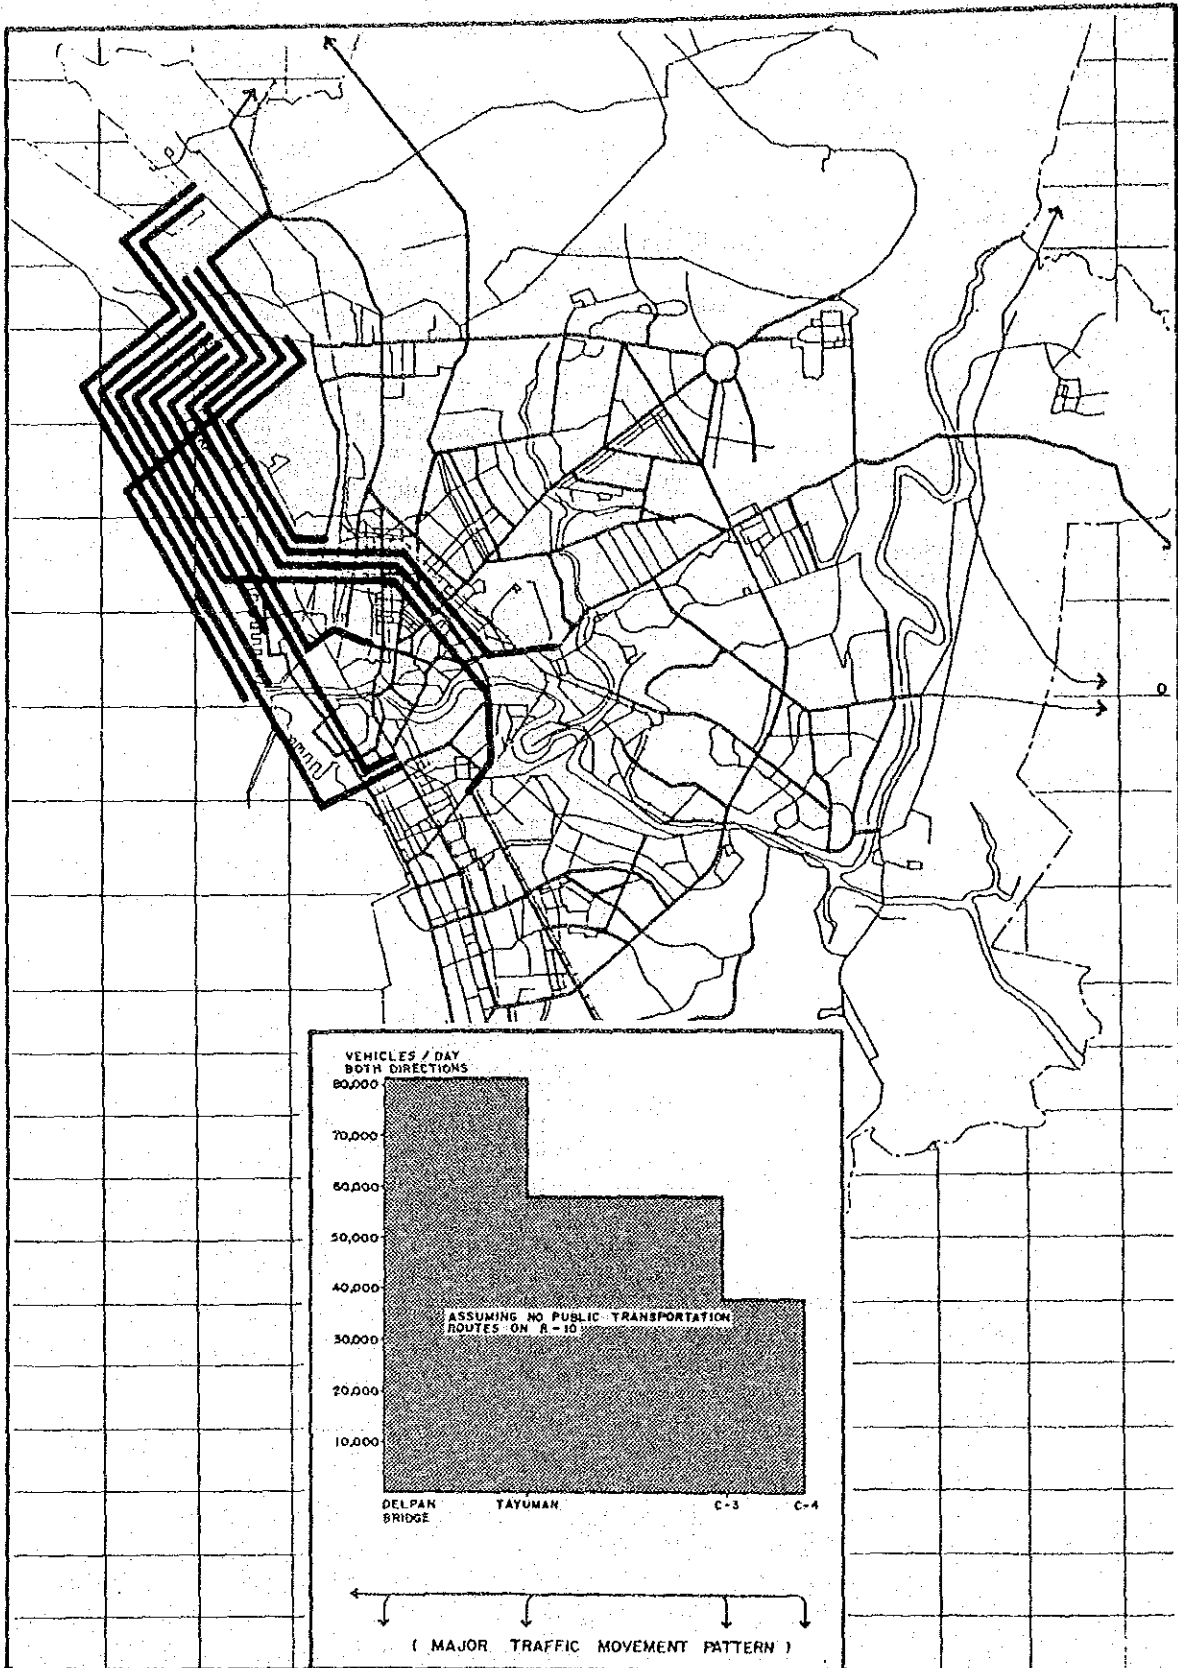 VEHICLES / DAY
BOTH DIRECTIONS
80,000
70,000
60,000
50,000
40,000
30,000
20,000
10,000
ASSUMING NO PUBLIC TRANSPORTATION
ROUTES ON R-10
DELPAN
BRIDGE
TAYUMAN
C-3
C-4
( MAJOR TRAFFIC MOVEMENT PATTERN )